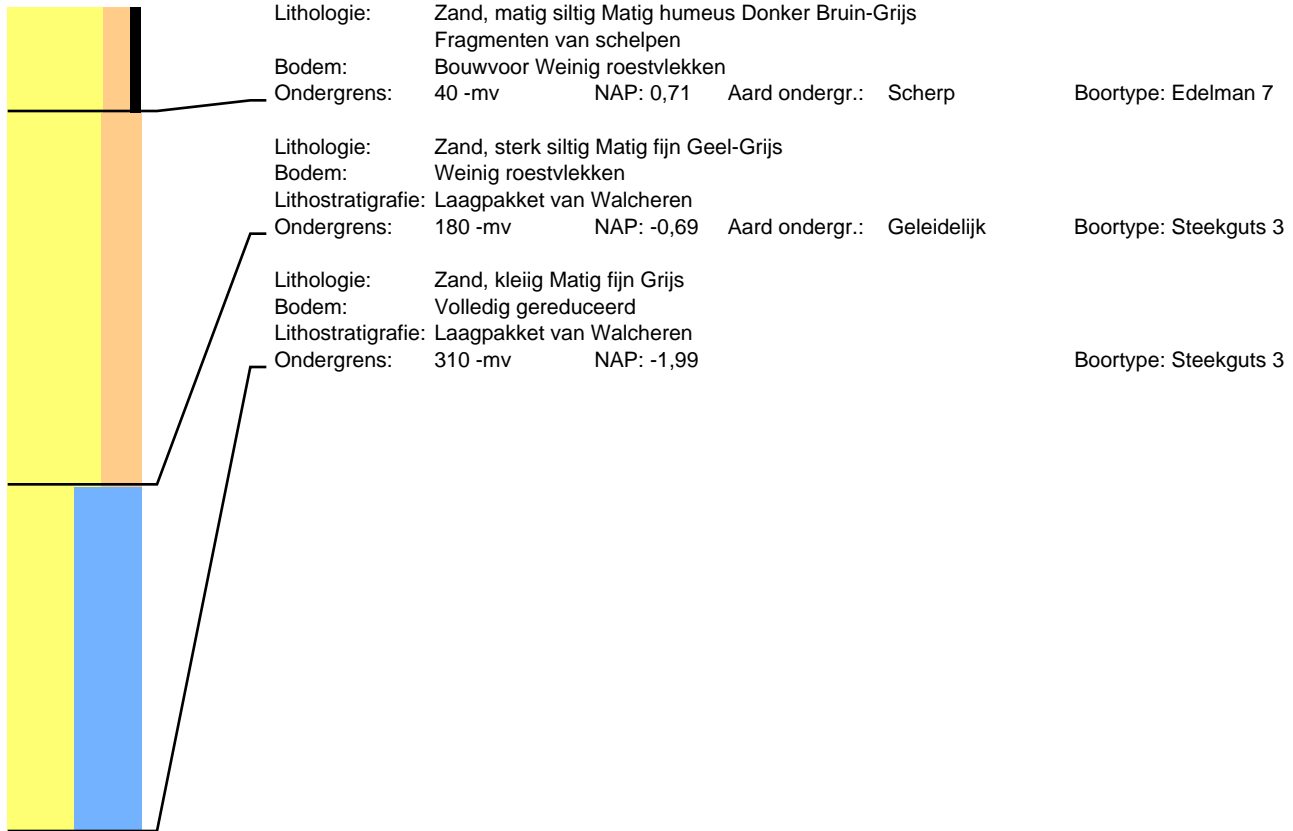 Lithologie: Zand, matig siltig Matig humeus Donker Bruin-Grijs
Fragmenten van schelpen
Bodem: Bouwvoor Weinig roestvlekken
Ondergrens: 40 -mv NAP: 0,71 Aard ondergr.: Scherp Boortype: Edelman 7
Lithologie: Zand, sterk siltig Matig fijn Geel-Grijs
Bodem: Weinig roestvlekken
Lithostratigrafie: Laagpakket van Walcheren
Ondergrens: 180 -mv NAP: -0,69 Aard ondergr.: Geleidelijk Boortype: Steekguts 3
Lithologie: Zand, kleiig Matig fijn Grijs
Bodem: Volledig gereduceerd
Lithostratigrafie: Laagpakket van Walcheren
Ondergrens: 310 -mv NAP: -1,99 Boortype: Steekguts 3